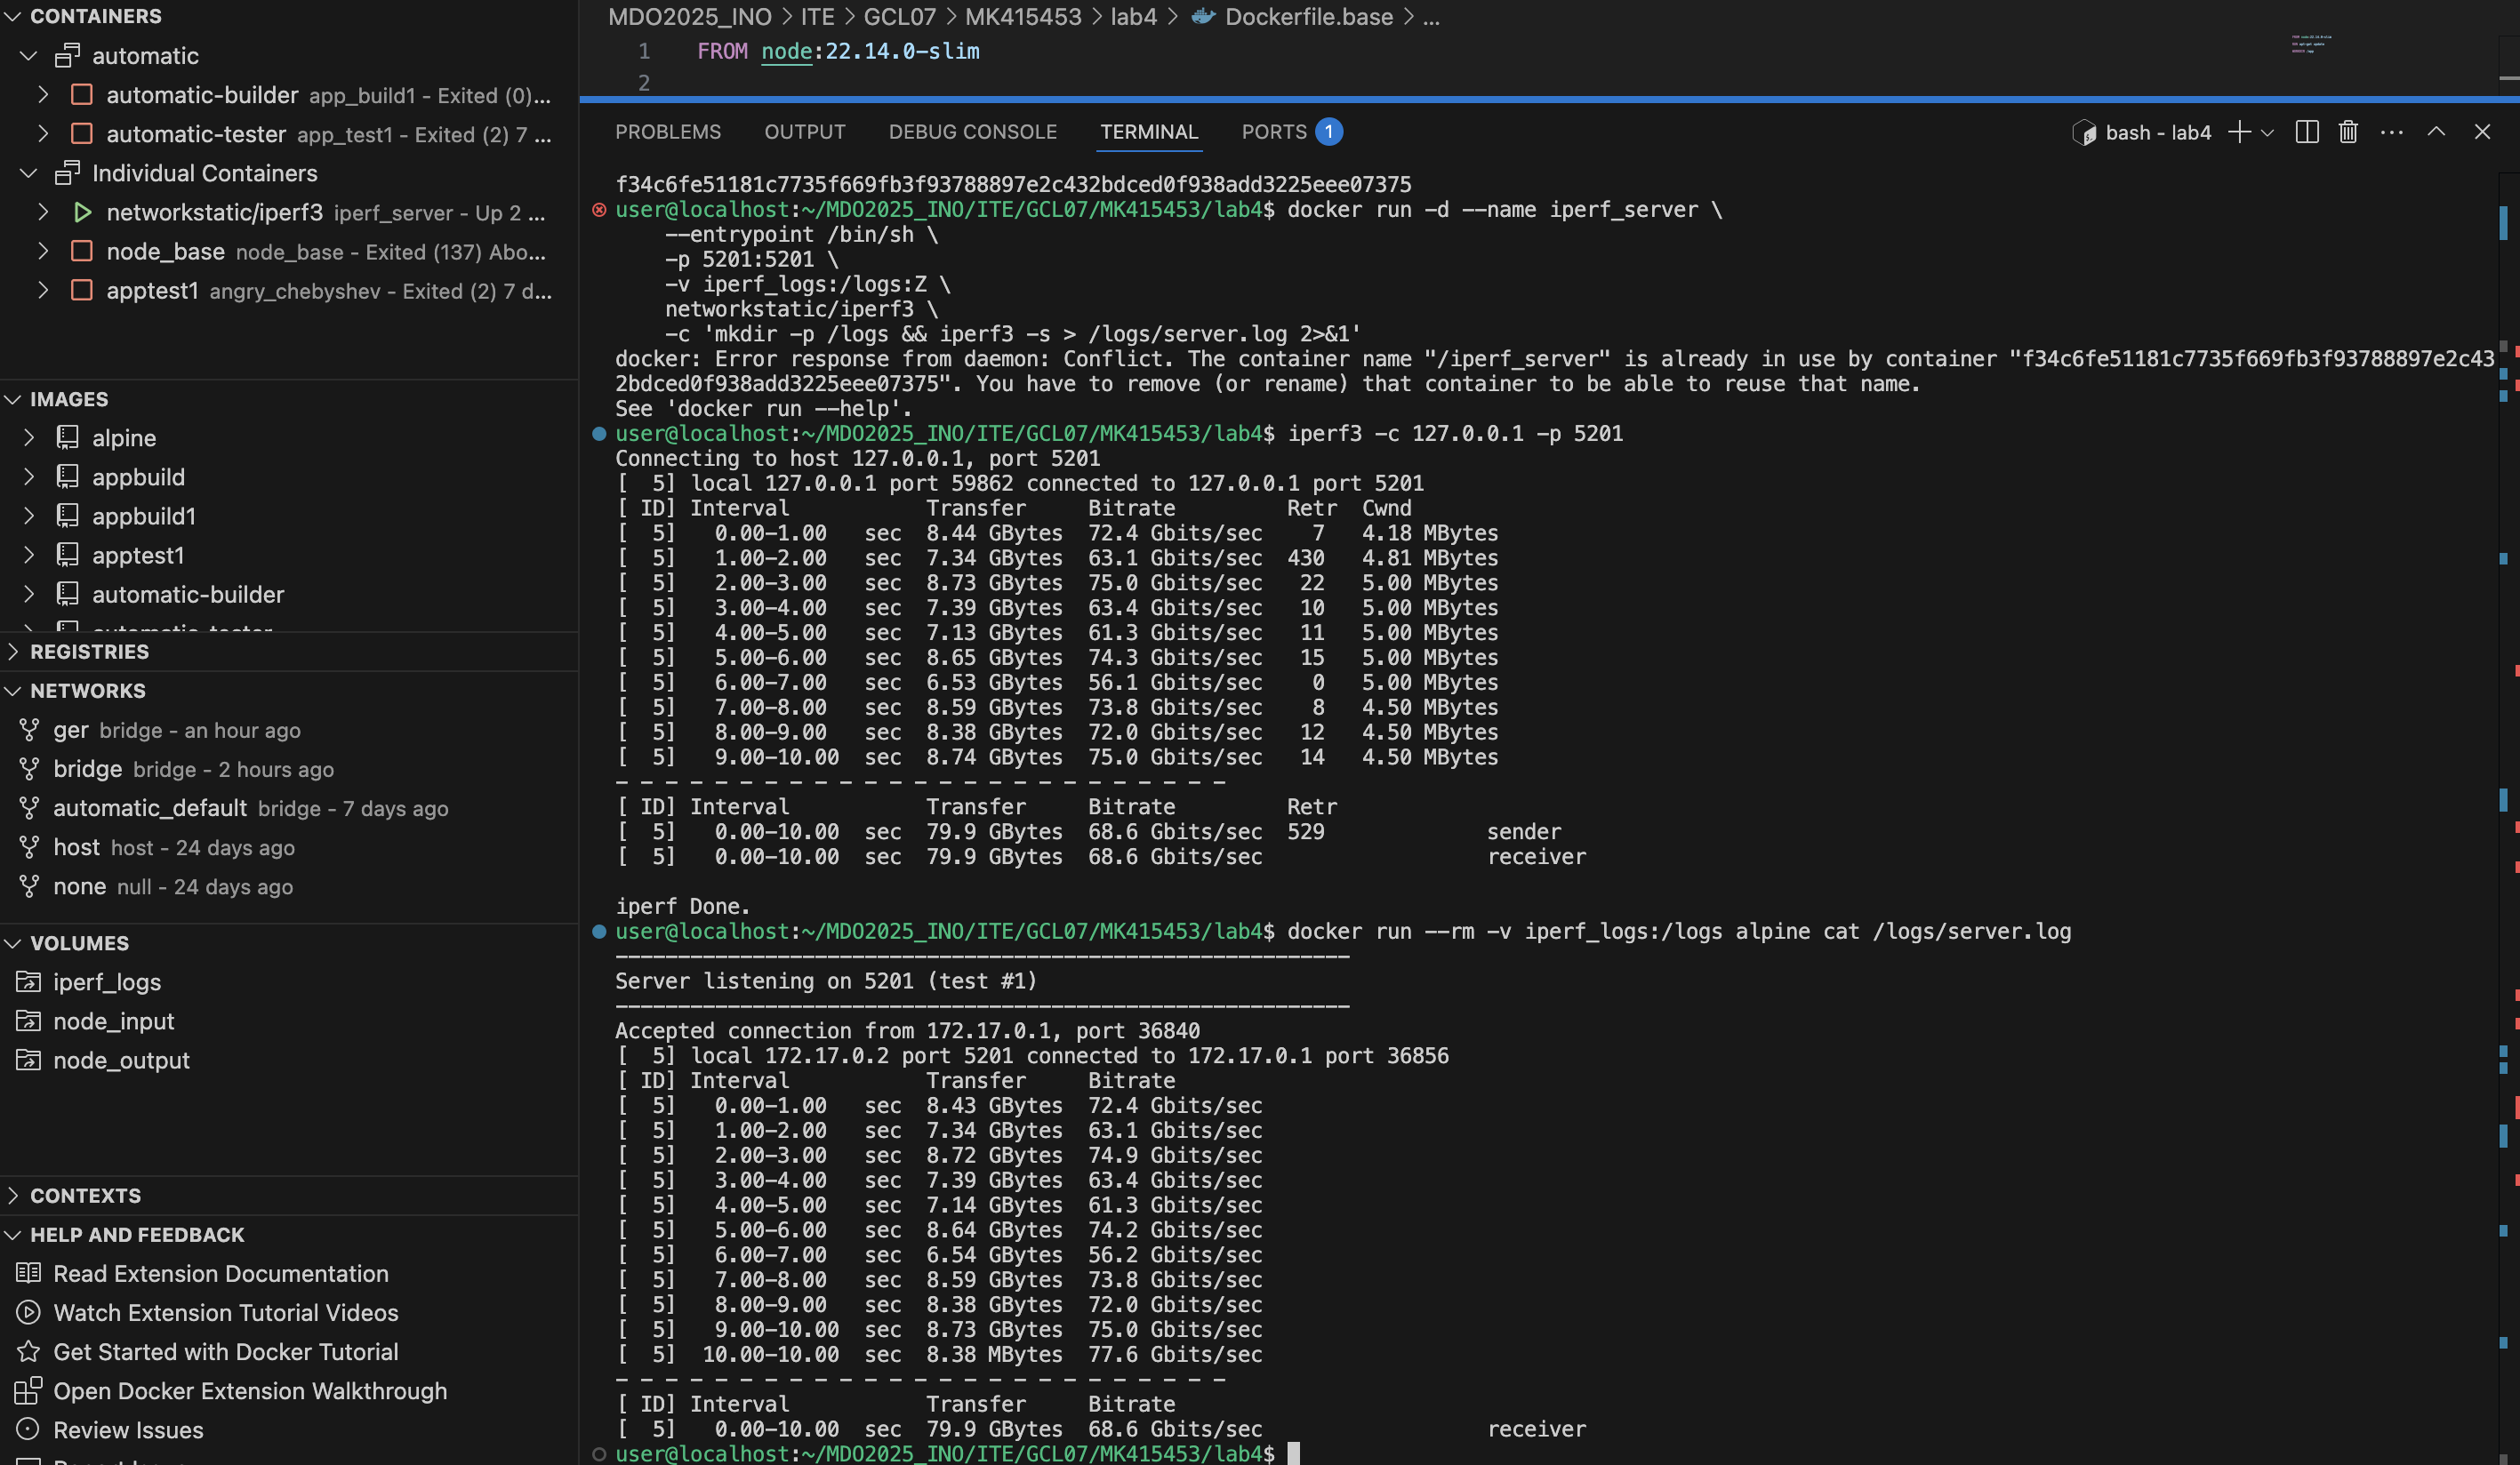 CONTAINERS
automatic
automatic-builder app_build1 - Exited (0)...
automatic-tester app_test1 - Exited (2) 7 ...
Individual Containers
networkstatic/iperf3 iperf_server - Up 2 ...
node_base node_base - Exited (137) Abo...
apptest1 angry_chebyshev - Exited (2) 7 d...
IMAGES
alpine
appbuild
appbuild1
apptest1
automatic-builder
automatic-tester
REGISTRIES
NETWORKS
ger bridge - an hour ago
bridge bridge - 2 hours ago
automatic_default bridge - 7 days ago
host host - 24 days ago
none null - 24 days ago
VOLUMES
iperf_logs
node_input
node_output
CONTEXTS
HELP AND FEEDBACK
Read Extension Documentation
Watch Extension Tutorial Videos
Get Started with Docker Tutorial
Open Docker Extension Walkthrough
Review Issues
MDO2025_INO > ITE > GCL07 > MK415453 > lab4 > Dockerfile.base > ...
1 FROM node:22.14.0-slim
2
PROBLEMS OUTPUT DEBUG CONSOLE TERMINAL PORTS 1
bash - lab4
f34c6fe51181c7735f669fb3f93788897e2c432bdced0f938add3225eee07375
user@localhost:~/MDO2025_INO/ITE/GCL07/MK415453/lab4$ docker run -d --name iperf_server \
--entrypoint /bin/sh \
-p 5201:5201 \
-v iperf_logs:/logs:Z \
networkstatic/iperf3 \
-c 'mkdir -p /logs && iperf3 -s > /logs/server.log 2>&1'
docker: Error response from daemon: Conflict. The container name "/iperf_server" is already in use by container "f34c6fe51181c7735f669fb3f93788897e2c43
2bdced0f938add3225eee07375". You have to remove (or rename) that container to be able to reuse that name.
See 'docker run --help'.
user@localhost:~/MDO2025_INO/ITE/GCL07/MK415453/lab4$ iperf3 -c 127.0.0.1 -p 5201
Connecting to host 127.0.0.1, port 5201
[  5] local 127.0.0.1 port 59862 connected to 127.0.0.1 port 5201
[ ID] Interval           Transfer     Bitrate         Retr  Cwnd
[  5]   0.00-1.00   sec  8.44 GBytes  72.4 Gbits/sec    7   4.18 MBytes
[  5]   1.00-2.00   sec  7.34 GBytes  63.1 Gbits/sec  430   4.81 MBytes
[  5]   2.00-3.00   sec  8.73 GBytes  75.0 Gbits/sec   22   5.00 MBytes
[  5]   3.00-4.00   sec  7.39 GBytes  63.4 Gbits/sec   10   5.00 MBytes
[  5]   4.00-5.00   sec  7.13 GBytes  61.3 Gbits/sec   11   5.00 MBytes
[  5]   5.00-6.00   sec  8.65 GBytes  74.3 Gbits/sec   15   5.00 MBytes
[  5]   6.00-7.00   sec  6.53 GBytes  56.1 Gbits/sec    0   5.00 MBytes
[  5]   7.00-8.00   sec  8.59 GBytes  73.8 Gbits/sec    8   4.50 MBytes
[  5]   8.00-9.00   sec  8.38 GBytes  72.0 Gbits/sec   12   4.50 MBytes
[  5]   9.00-10.00  sec  8.74 GBytes  75.0 Gbits/sec   14   4.50 MBytes
- - - - - - - - - - - - - - - - - - - - - - - - -
[ ID] Interval           Transfer     Bitrate         Retr
[  5]   0.00-10.00  sec  79.9 GBytes  68.6 Gbits/sec  529             sender
[  5]   0.00-10.00  sec  79.9 GBytes  68.6 Gbits/sec                  receiver
iperf Done.
user@localhost:~/MDO2025_INO/ITE/GCL07/MK415453/lab4$ docker run --rm -v iperf_logs:/logs alpine cat /logs/server.log
-----------------------------------------------------------
Server listening on 5201 (test #1)
-----------------------------------------------------------
Accepted connection from 172.17.0.1, port 36840
[  5] local 172.17.0.2 port 5201 connected to 172.17.0.1 port 36856
[ ID] Interval           Transfer     Bitrate
[  5]   0.00-1.00   sec  8.43 GBytes  72.4 Gbits/sec
[  5]   1.00-2.00   sec  7.34 GBytes  63.1 Gbits/sec
[  5]   2.00-3.00   sec  8.72 GBytes  74.9 Gbits/sec
[  5]   3.00-4.00   sec  7.39 GBytes  63.4 Gbits/sec
[  5]   4.00-5.00   sec  7.14 GBytes  61.3 Gbits/sec
[  5]   5.00-6.00   sec  8.64 GBytes  74.2 Gbits/sec
[  5]   6.00-7.00   sec  6.54 GBytes  56.2 Gbits/sec
[  5]   7.00-8.00   sec  8.59 GBytes  73.8 Gbits/sec
[  5]   8.00-9.00   sec  8.38 GBytes  72.0 Gbits/sec
[  5]   9.00-10.00  sec  8.73 GBytes  75.0 Gbits/sec
[  5]  10.00-10.00  sec  8.38 MBytes  77.6 Gbits/sec
- - - - - - - - - - - - - - - - - - - - - - - - -
[ ID] Interval           Transfer     Bitrate
[  5]   0.00-10.00  sec  79.9 GBytes  68.6 Gbits/sec                  receiver
user@localhost:~/MDO2025_INO/ITE/GCL07/MK415453/lab4$